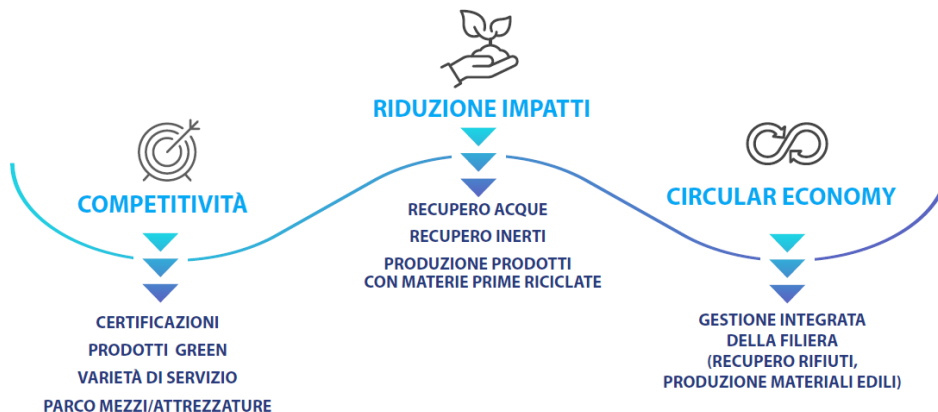 COMPETITIVITÀ
CERTIFICAZIONI
PRODOTTI GREEN
VARIETÀ DI SERVIZIO
PARCO MEZZI/ATTREZZATURE
RIDUZIONE IMPATTI
RECUPERO ACQUE
RECUPERO INERTI
PRODUZIONE PRODOTTI
CON MATERIE PRIME RICICLATE
CIRCULAR ECONOMY
GESTIONE INTEGRATA
DELLA FILIERA
(RECUPERO RIFIUTI,
PRODUZIONE MATERIALI EDILI)